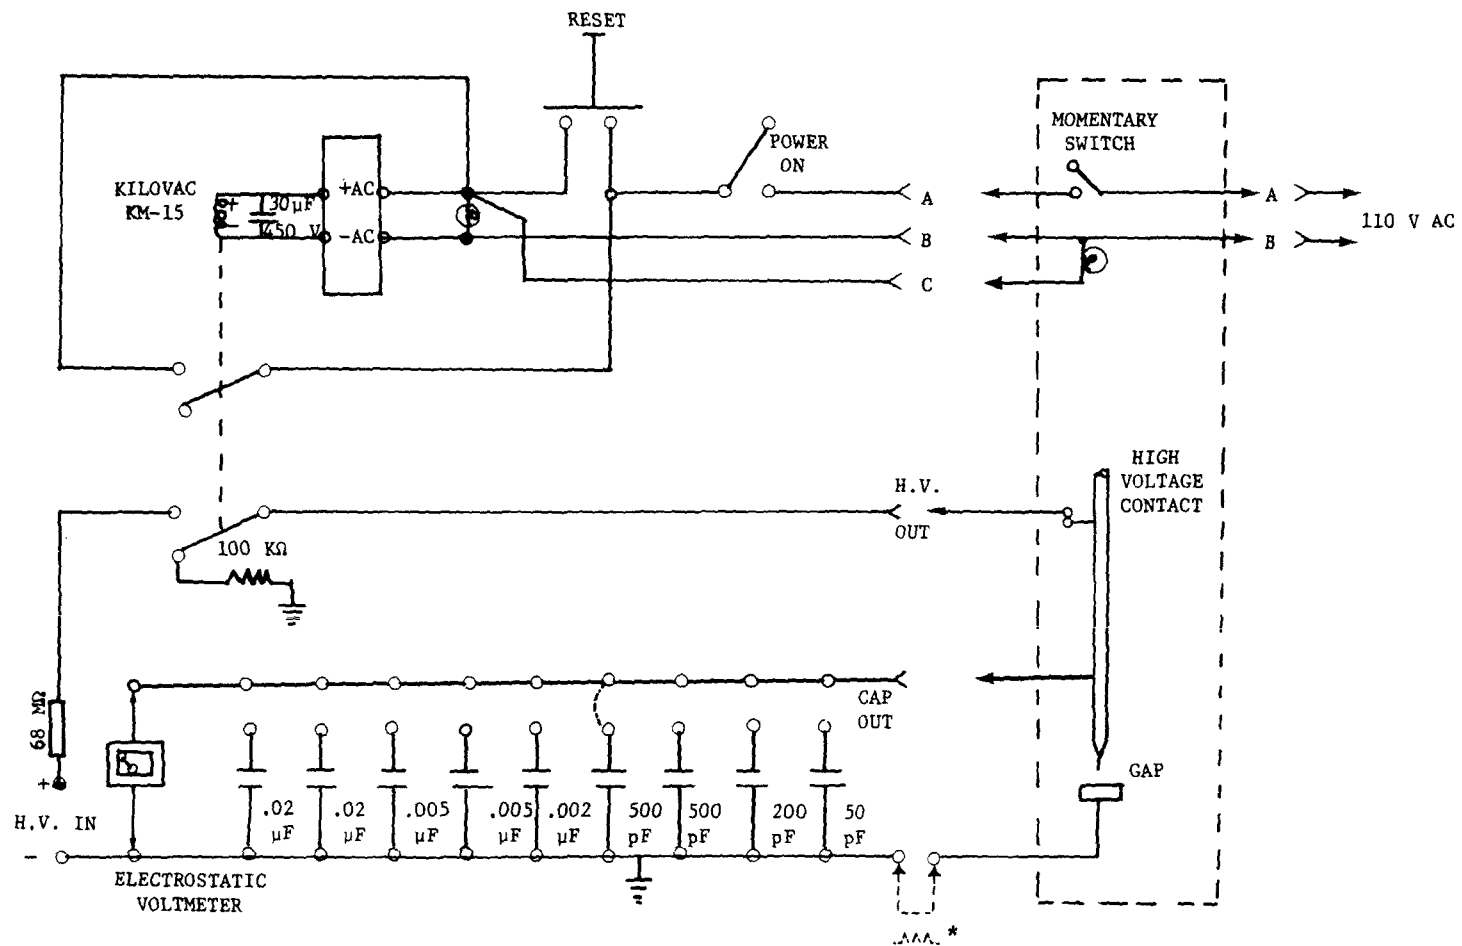 RESET
MOMENTARY
SWITCH
POWER
ON
KILOVAC
KM-15
+
30µF
-
450 V
+AC
-AC
A
B
C
A
B
110 V AC
H.V.
OUT
HIGH
VOLTAGE
CONTACT
100 KΩ
68 MΩ
+
H.V. IN
-
CAP
OUT
GAP
.02
µF
.02
µF
.005
µF
.005
µF
.002
µF
500
pF
500
pF
200
pF
50
pF
ELECTROSTATIC
VOLTMETER
*